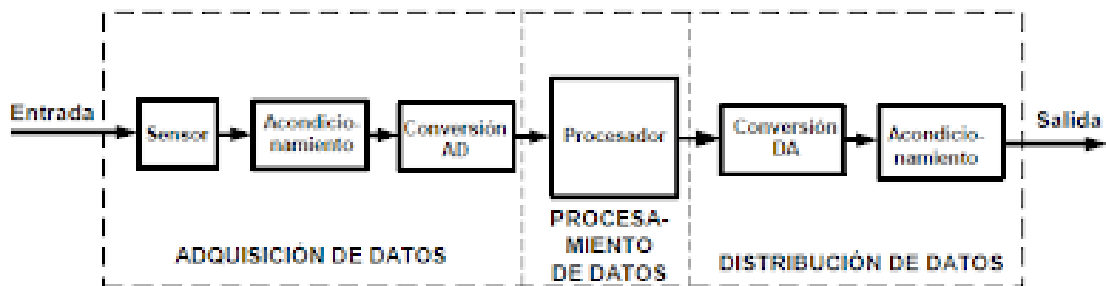 Entrada
Sensor
Acondicio-
namiento
Conversión
AD
Procesador
Conversión
DA
Acondicio-
namiento
Salida
ADQUISICIÓN DE DATOS
PROCESA-
MIENTO
DE DATOS
DISTRIBUCIÓN DE DATOS